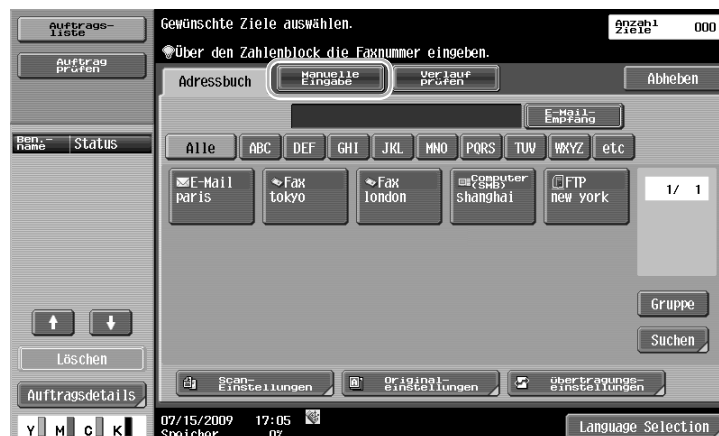 Auftrags-
liste
Auftrag
prüfen
Ben.-
name
Status
Löschen
Auftragsdetails
Y M C K
Gewünschte Ziele auswählen.
Über den Zahlenblock die Faxnummer eingeben.
Anzahl
Ziele
000
Adressbuch
Manuelle
Eingabe
Verlauf
prüfen
Abheben
E-Mail-
Empfang
Alle ABC DEF GHI JKL MNO PQRS TUV WXYZ etc
E-Mail
paris
Fax
tokyo
Fax
london
Computer
(SMB)
shanghai
FTP
new york
1/ 1
Gruppe
Suchen
Scan-
Einstellungen
Original-
einstellungen
übertragungs-
einstellungen
07/15/2009 17:05
Speicher 0%
Language Selection